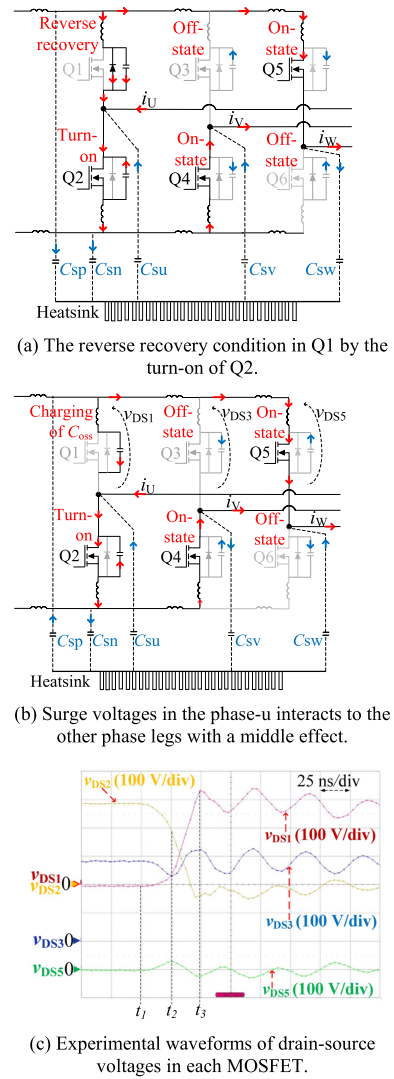 Reverse recovery
Off-state
On-state
Q1
Q3
Q5
iU
iV
iW
Turn-on
On-state
Off-state
Q2
Q4
Q6
Csp
Csn
Csu
Csv
Csw
Heatsink
(a) The reverse recovery condition in Q1 by the
turn-on of Q2.
Charging of Coss
vDS1
Off-state
vDS3
On-state
vDS5
Q1
Q3
Q5
iU
iV
iW
Turn-on
On-state
Off-state
Q2
Q4
Q6
Csp
Csn
Csu
Csv
Csw
Heatsink
(b) Surge voltages in the phase-u interacts to the
other phase legs with a middle effect.
vDS2 (100 V/div)
25 ns/div
vDS1 (100 V/div)
vDS1 0
vDS2 0
vDS3 (100 V/div)
vDS3 0
vDS5 0
vDS5 (100 V/div)
t1
t2
t3
(c) Experimental waveforms of drain-source
voltages in each MOSFET.